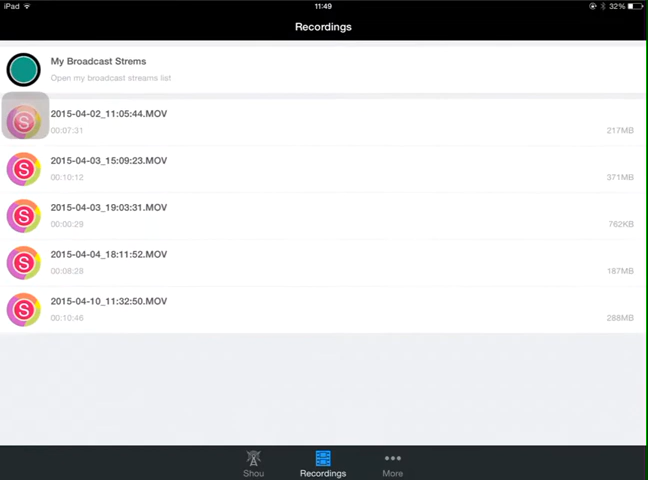 iPad 11:49 32%
Recordings
My Broadcast Strems
Open my broadcast streams list
2015-04-02_11:05:44.MOV
00:07:31 217MB
2015-04-03_15:09:23.MOV
00:10:12 371MB
2015-04-03_19:03:31.MOV
00:00:29 762KB
2015-04-04_18:11:52.MOV
00:08:28 187MB
2015-04-10_11:32:50.MOV
00:10:46 288MB
S
S
S
S
S
Shou Recordings More